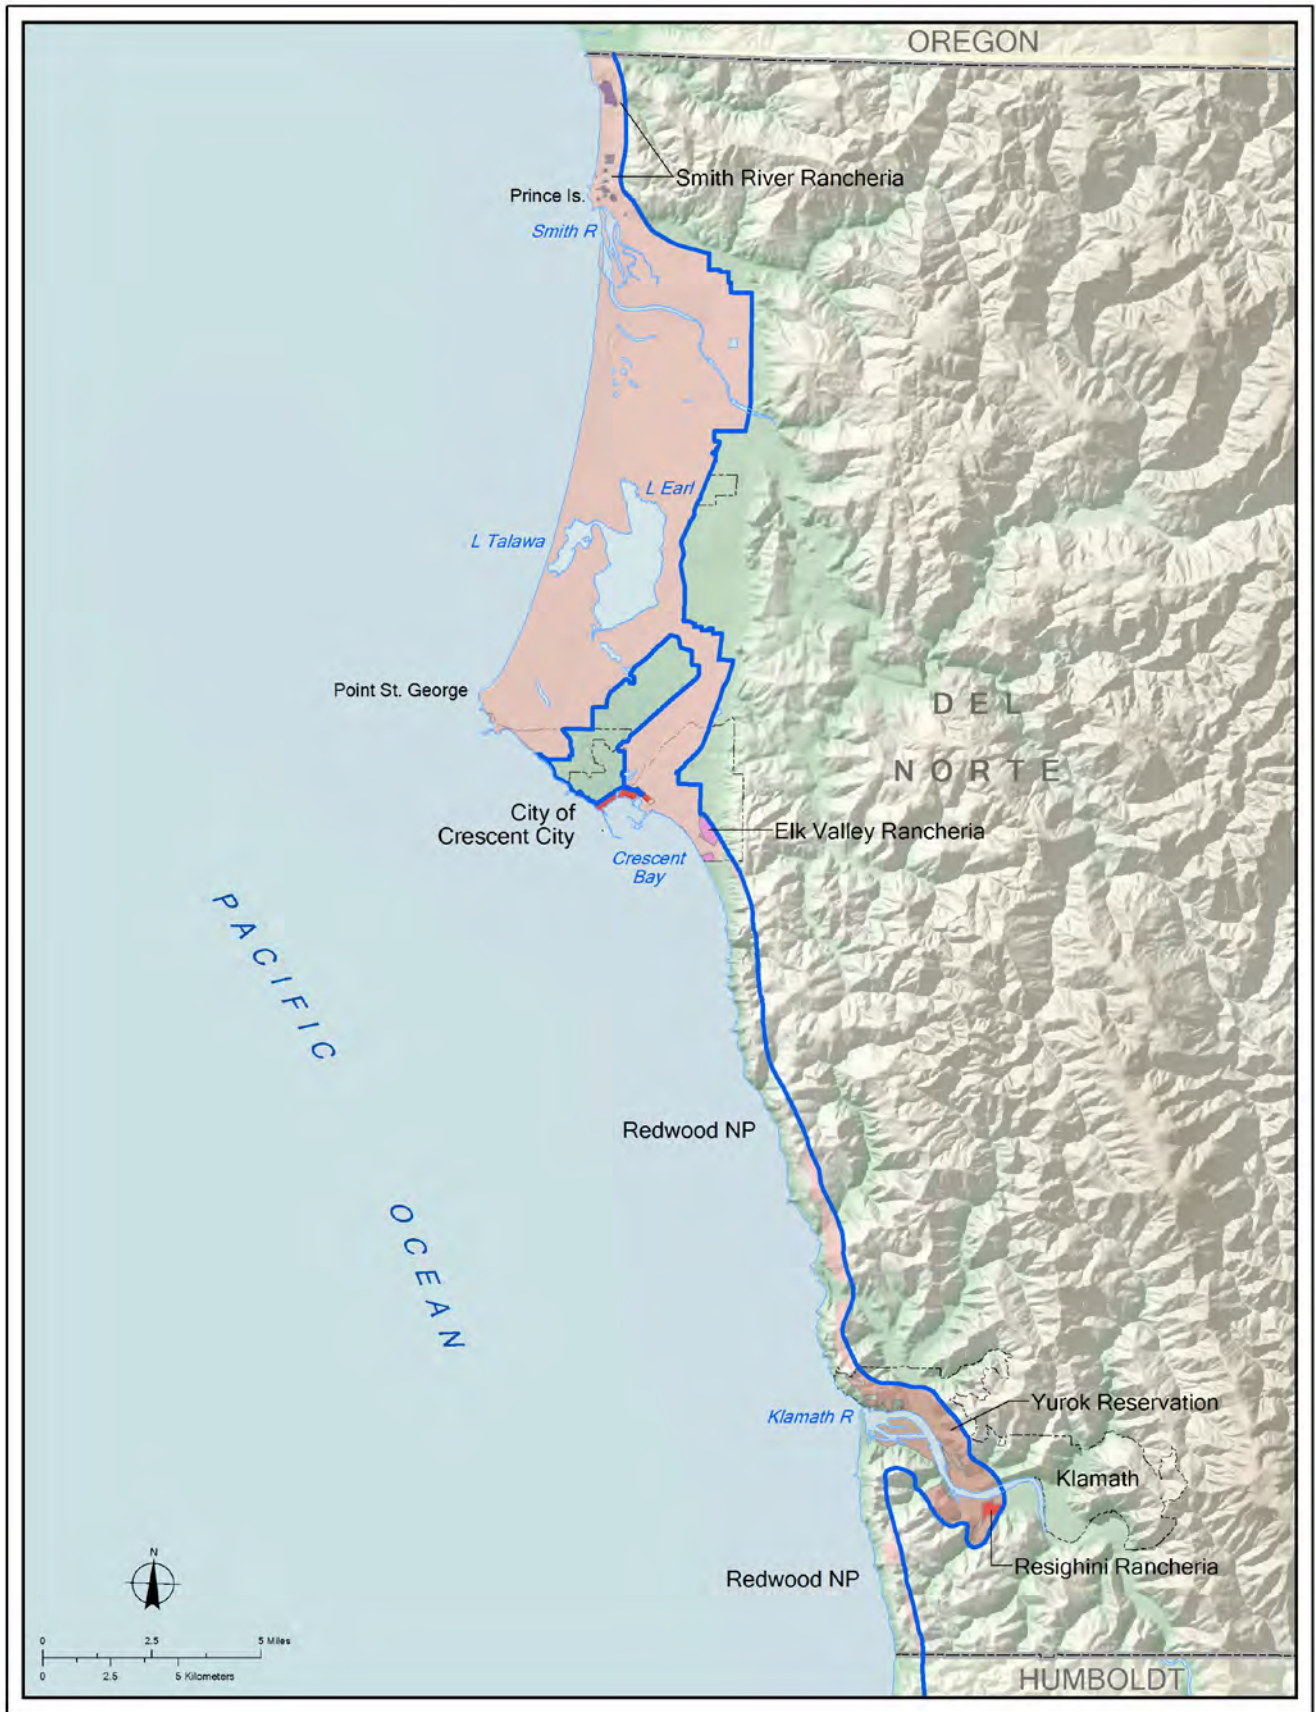 OREGON
Smith River Rancheria
Prince Is.
Smith R
L Earl
L Talawa
Point St. George
DEL
NORTE
City of
Crescent City
Elk Valley Rancheria
Crescent
Bay
PACIFIC
OCEAN
Redwood NP
Yurok Reservation
Klamath R
Klamath
Resighini Rancheria
Redwood NP
N
0 2.5 5 Miles
0 2.5 5 Kilometers
HUMBOLDT